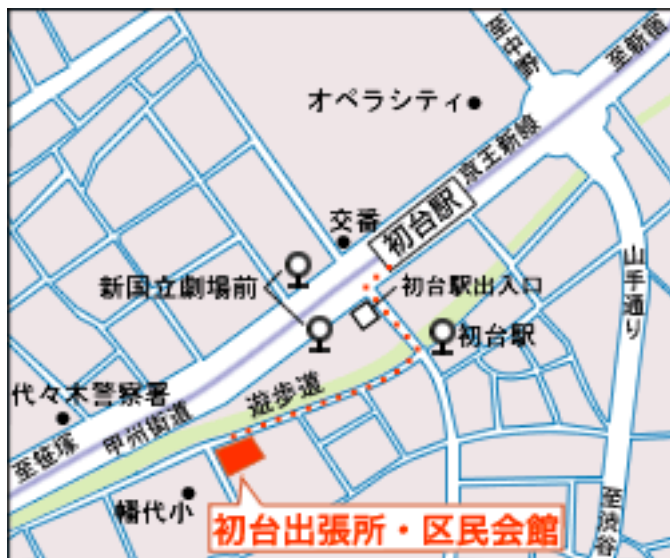 至中野
至新宿
オペラシティ
京王新線
交番
初台駅
新国立劇場前
初台駅出入口
山手通り
初台駅
代々木警察署
遊歩道
甲州街道
至笹塚
幡代小
至渋谷
初台出張所・区民会館